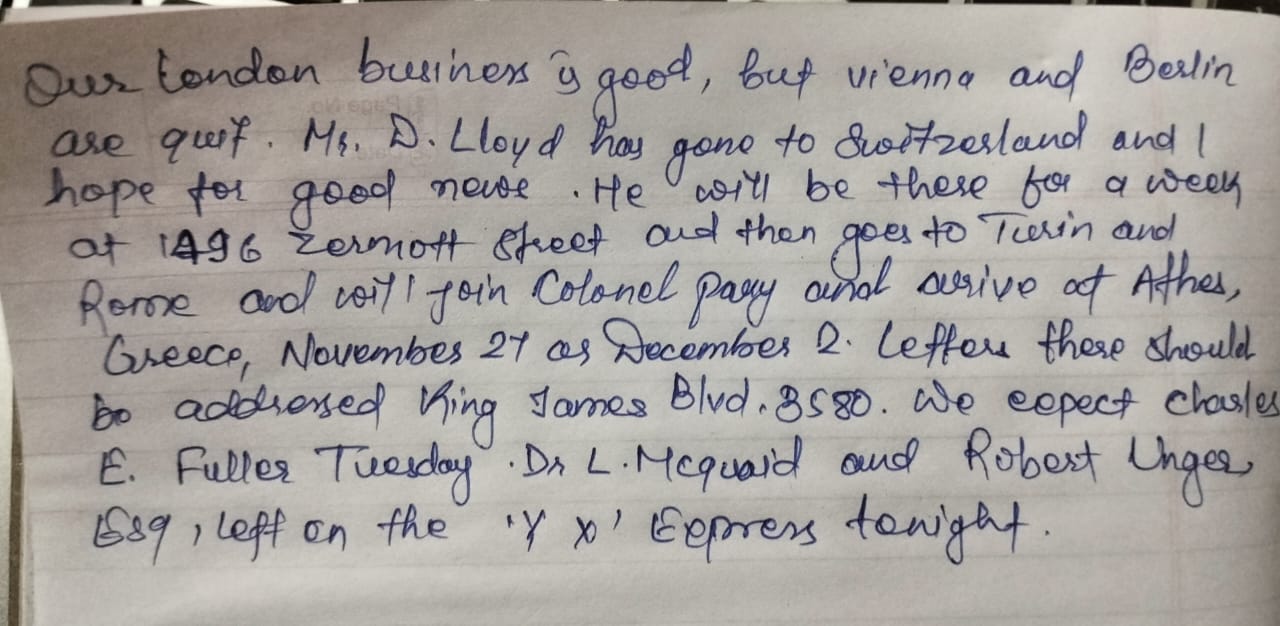 Our London business is good, but vienna and Berlin
are quit. Mr. D. Lloyd has gone to Switzerland and I
hope for good news. He will be there for a week
at 1496 Zermott Street and then goes to Turin and
Rome and will join Colonel Pary and arrive at Athes,
Greece, November 27 or December 2. Letters there should
be addressed King James Blvd. 3580. We expect Charles
E. Fuller Tuesday. Dr L. Mcquaid and Robert Unger,
Esq, left on the 'Y X' Express tonight.